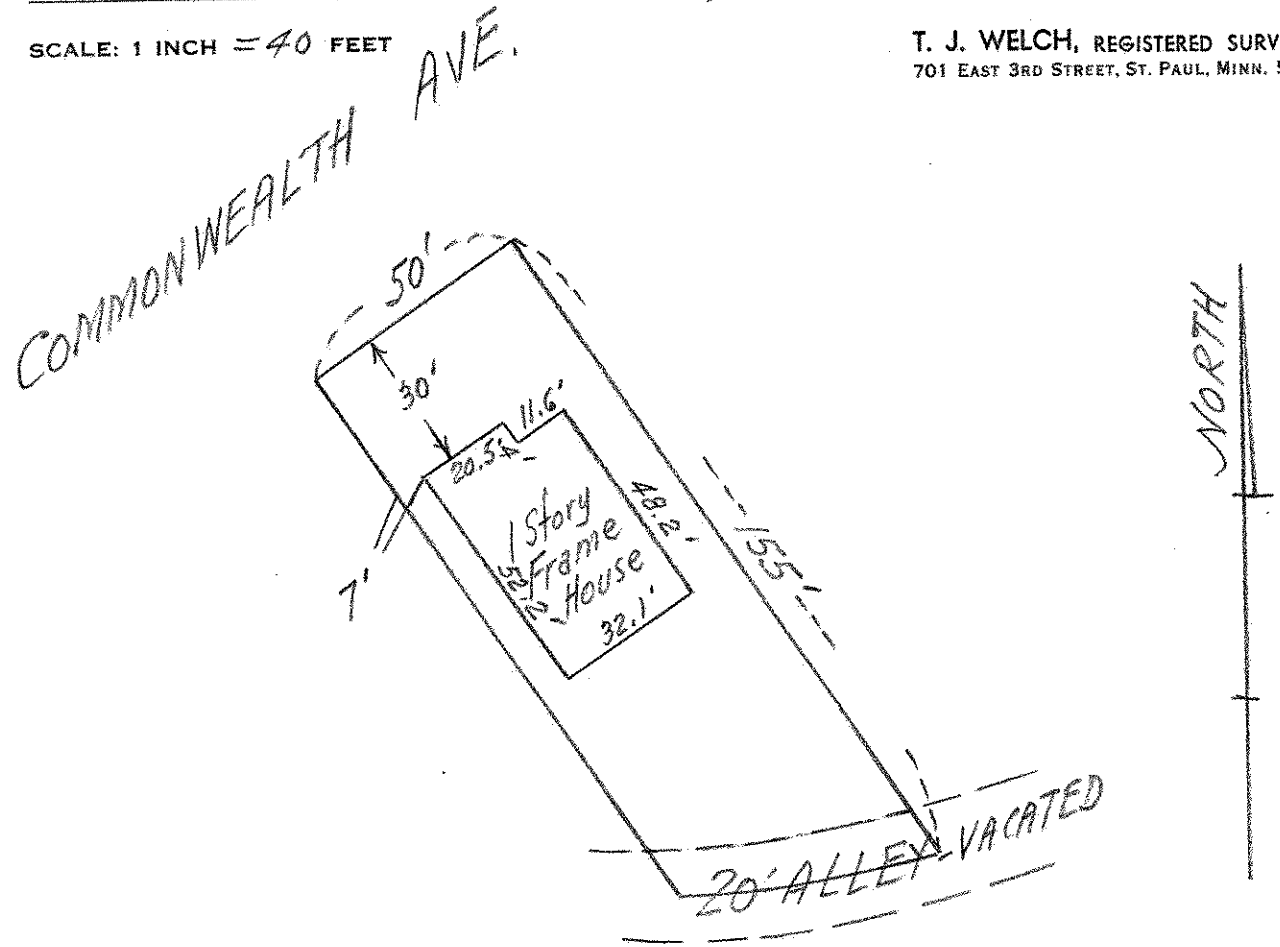 SCALE: 1 INCH = 40 FEET
T. J. WELCH, REGISTERED SURV
701 EAST 3RD STREET, ST. PAUL, MINN.
COMMONWEALTH AVE.
50'
30'
11.6'
20.5'
4'
NORTH
7'
1 Story
Frame
House
48.2'
52.2'
32.1'
155'
20' ALLEY - VACATED